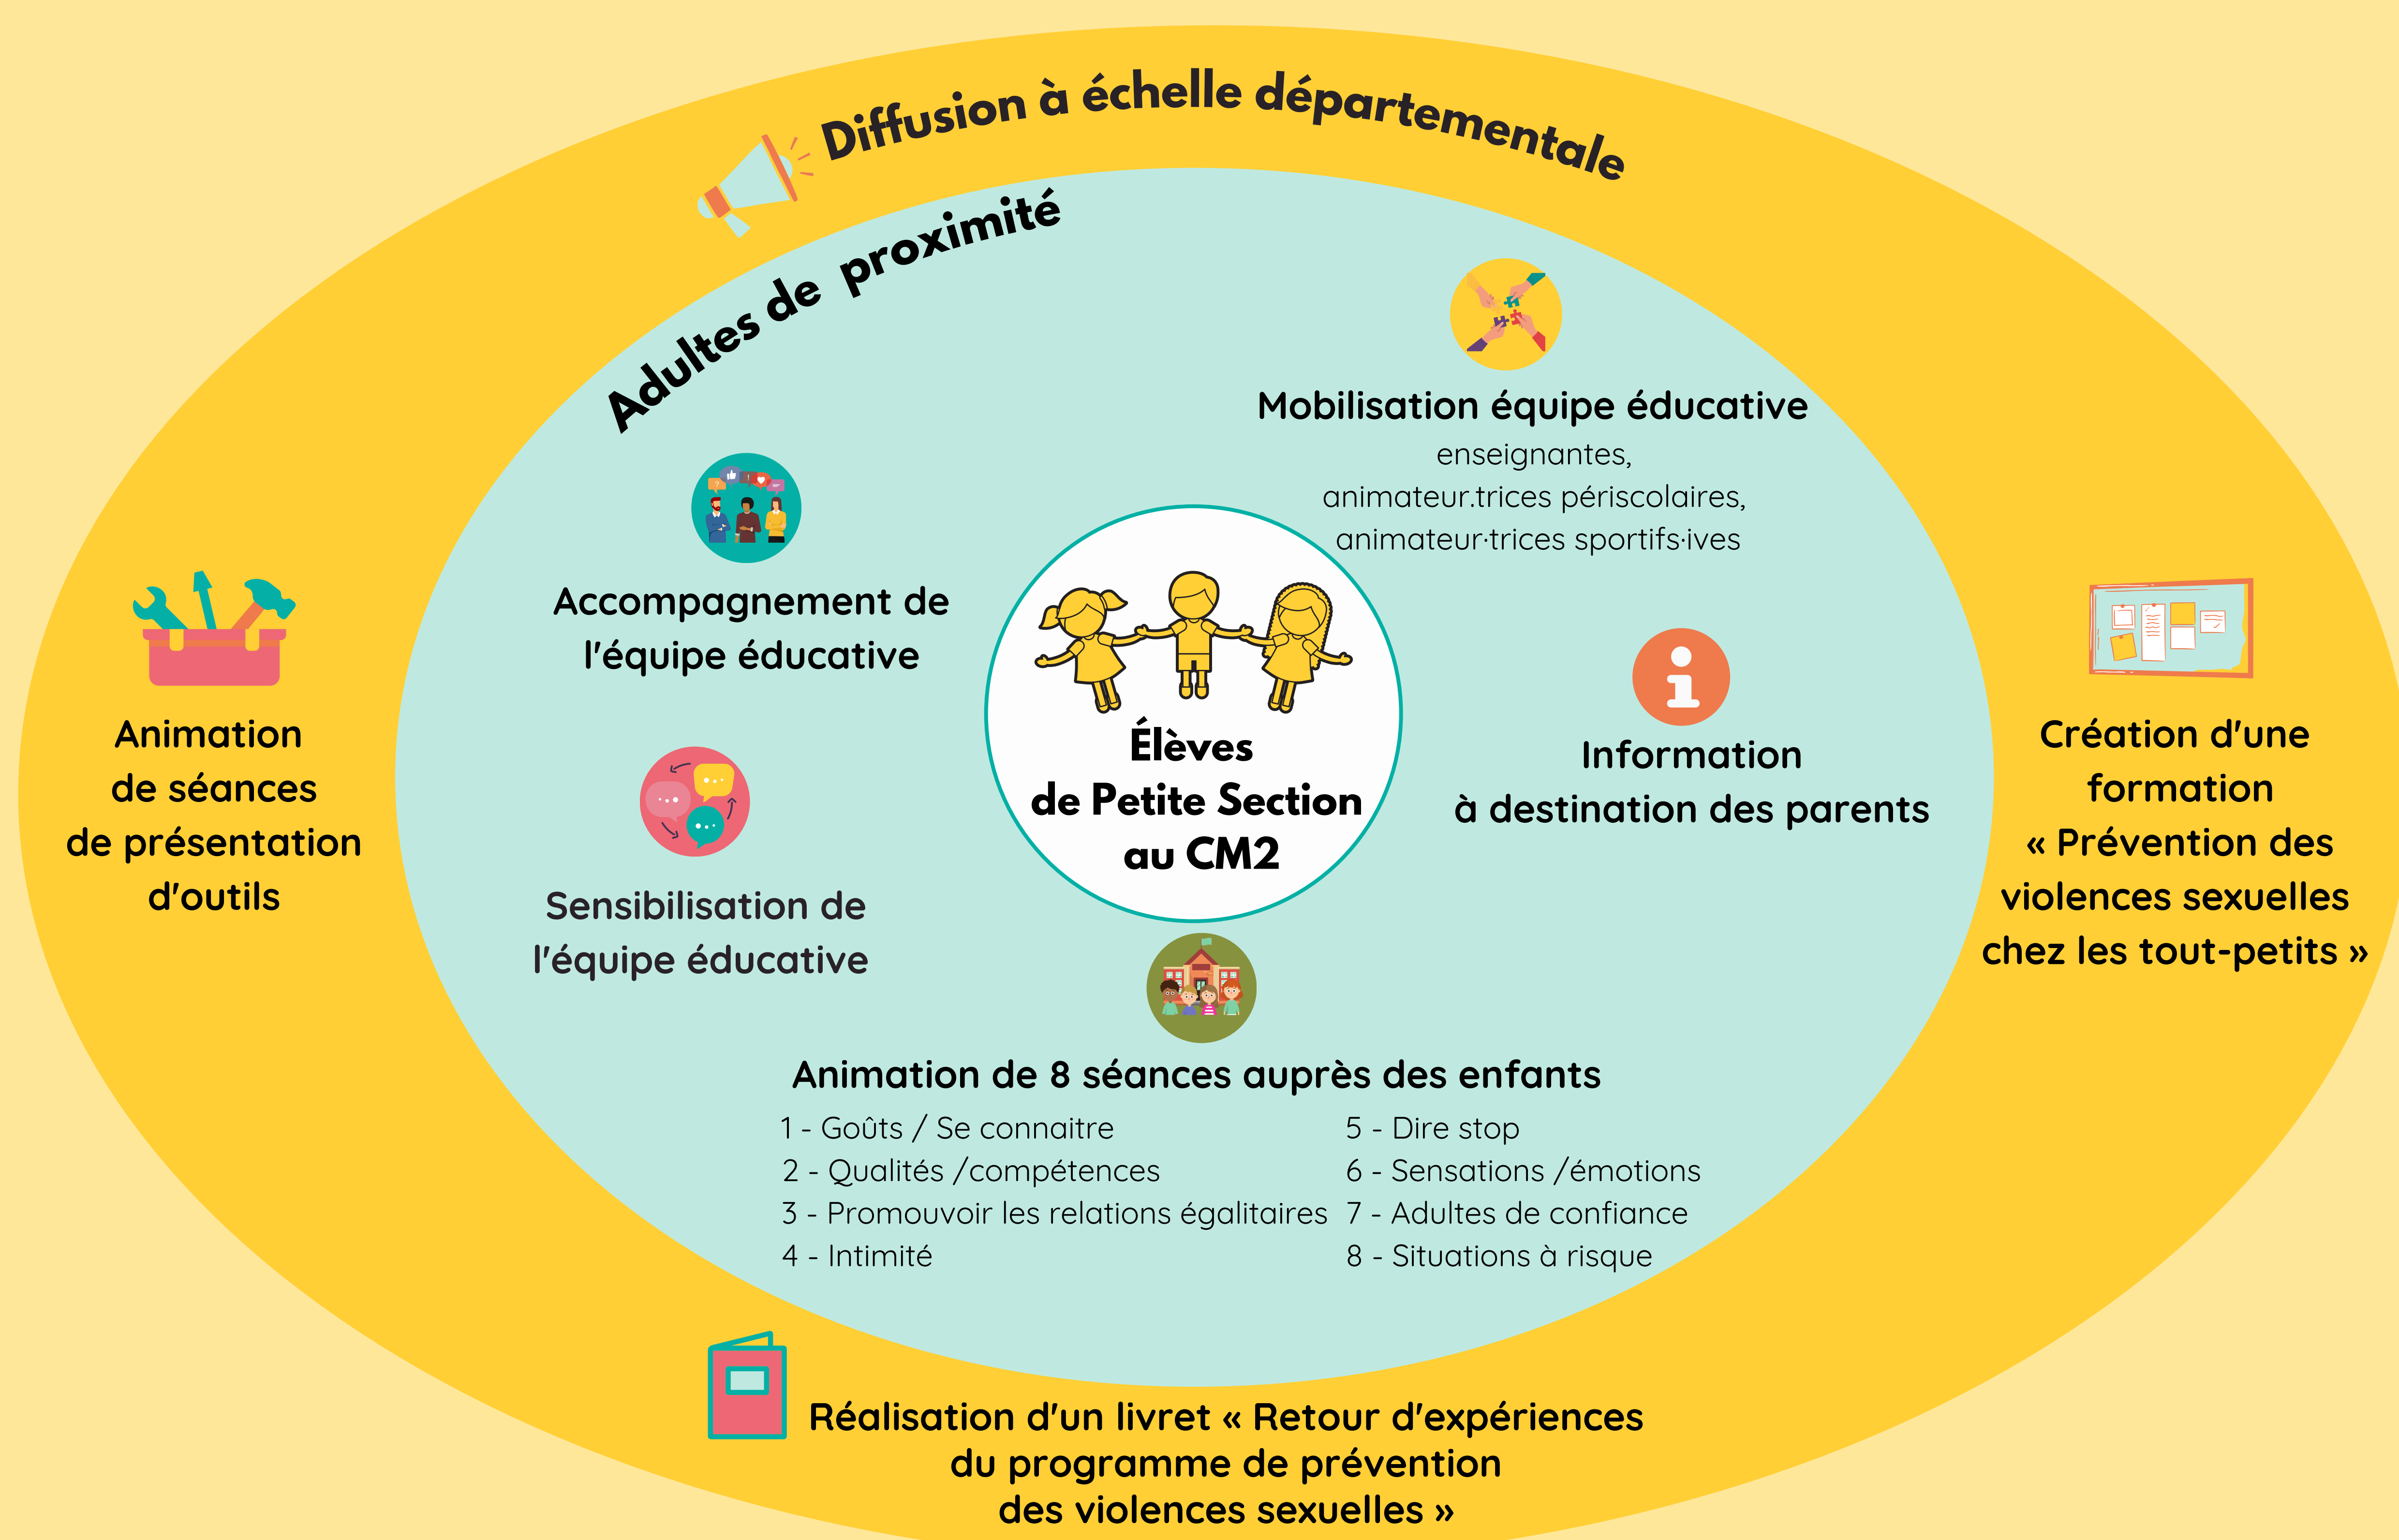 Diffusion à échelle départementale
Adultes de proximité
Mobilisation équipe éducative
enseignantes,
animateur.trices périscolaires,
animateur·trices sportifs·ives
Accompagnement de
l'équipe éducative
Élèves
de Petite Section
au CM2
Information
à destination des parents
Sensibilisation de
l'équipe éducative
Animation
de séances
de présentation
d'outils
Création d'une
formation
« Prévention des
violences sexuelles
chez les tout-petits »
Animation de 8 séances auprès des enfants
1 - Goûts / Se connaitre
2 - Qualités /compétences
3 - Promouvoir les relations égalitaires
4 - Intimité
5 - Dire stop
6 - Sensations /émotions
7 - Adultes de confiance
8 - Situations à risque
Réalisation d'un livret « Retour d'expériences
du programme de prévention
des violences sexuelles »